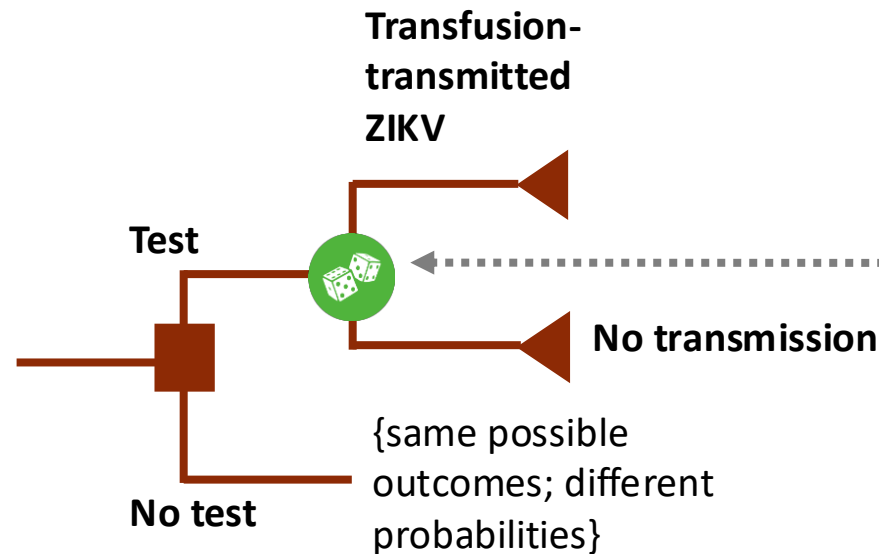 Transfusion-
transmitted
ZIKV
Test
No transmission
{same possible
outcomes; different
probabilities}
No test